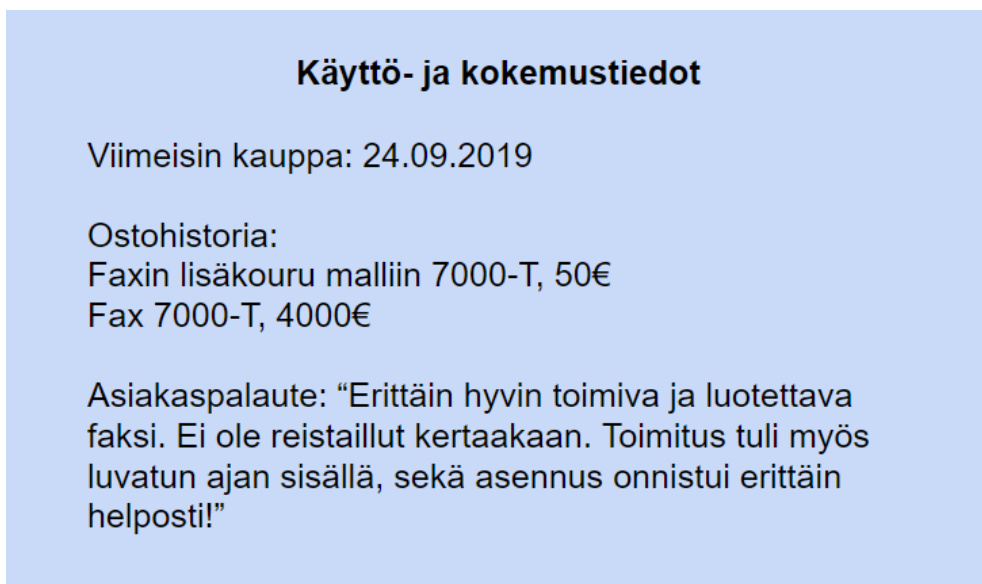 Käyttö- ja kokemustiedot
Viimeisin kauppa: 24.09.2019
Ostohistoria:
Faxin lisäkouru malliin 7000-T, 50€
Fax 7000-T, 4000€
Asiakaspalaute: “Erittäin hyvin toimiva ja luotettava
faksi. Ei ole reistaillut kertaakaan. Toimitus tuli myös
luvatun ajan sisällä, sekä asennus onnistui erittäin
helposti!”